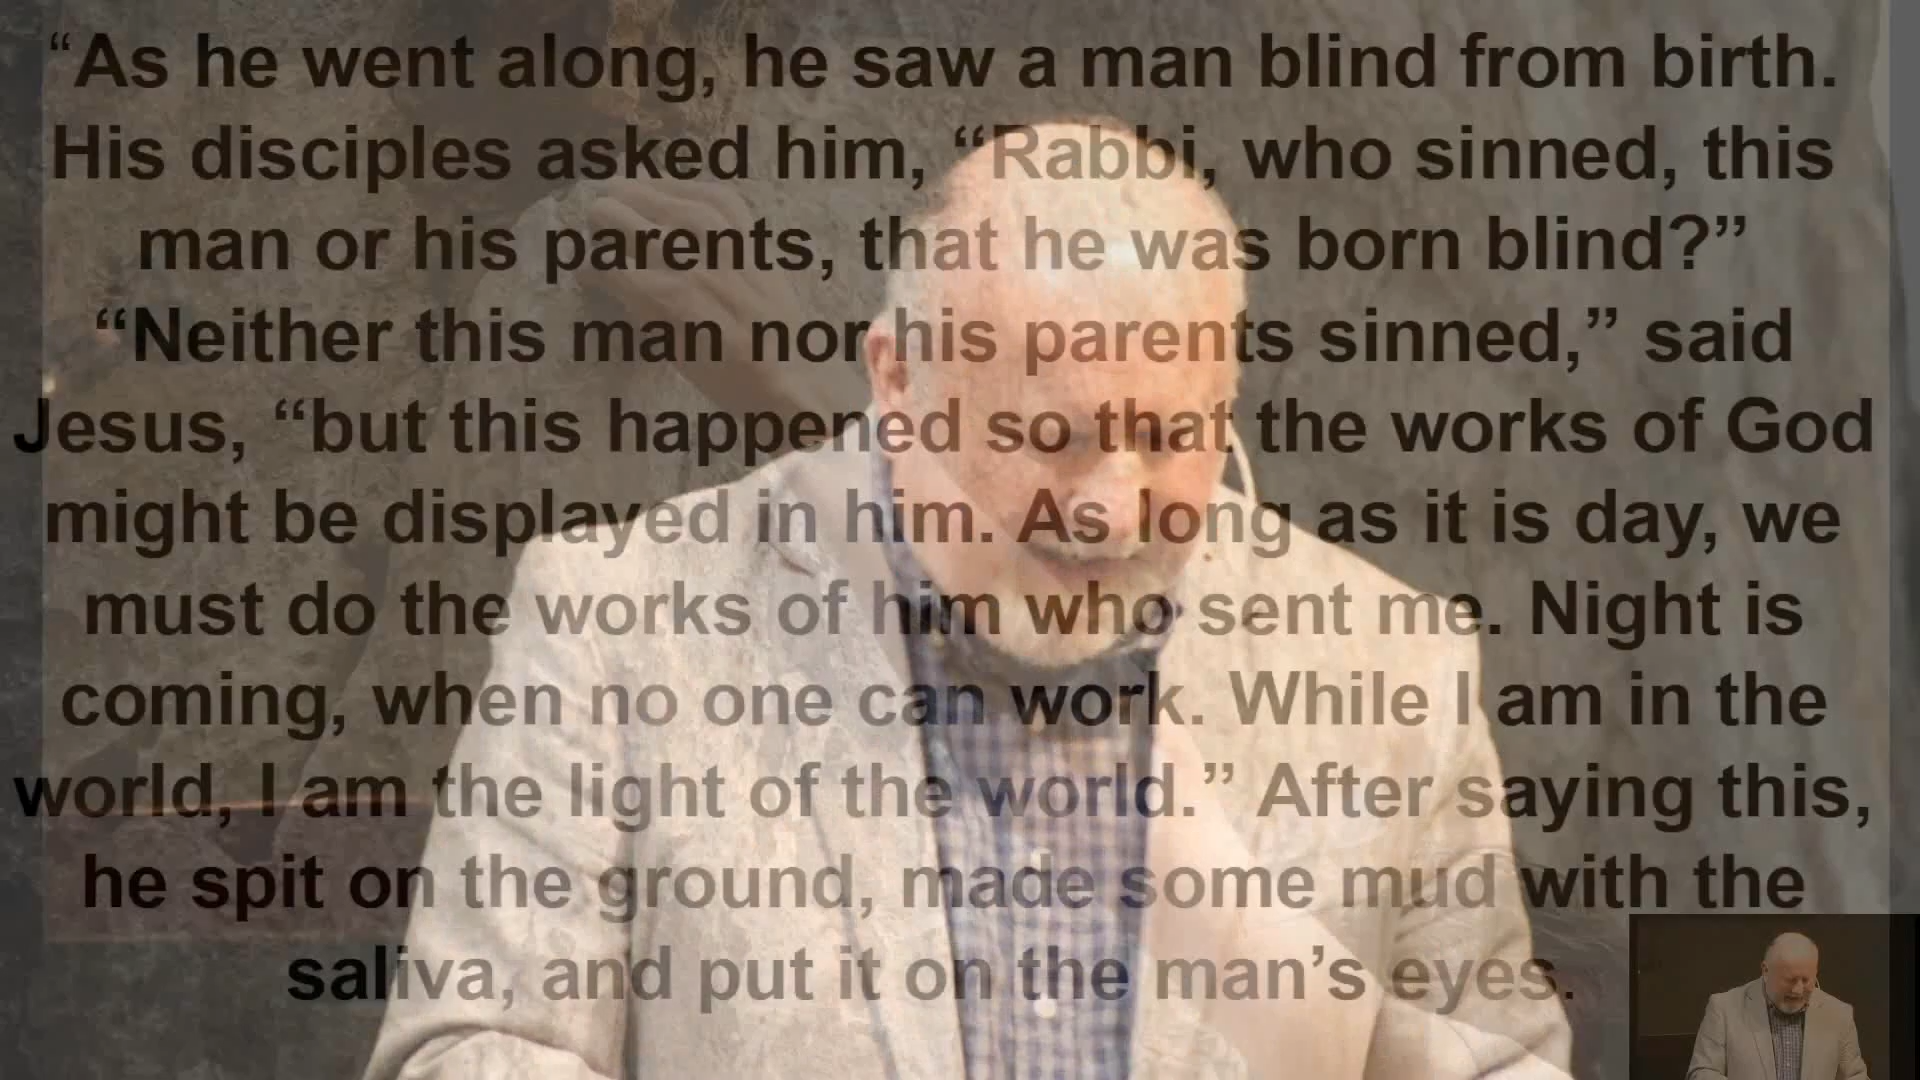 “As he went along, he saw a man blind from birth.
His disciples asked him, “Rabbi, who sinned, this
man or his parents, that he was born blind?”
“Neither this man nor his parents sinned,” said
Jesus, “but this happened so that the works of God
might be displayed in him. As long as it is day, we
must do the works of him who sent me. Night is
coming, when no one can work. While I am in the
world, I am the light of the world.” After saying this,
he spit on the ground, made some mud with the
saliva, and put it on the man’s eyes.